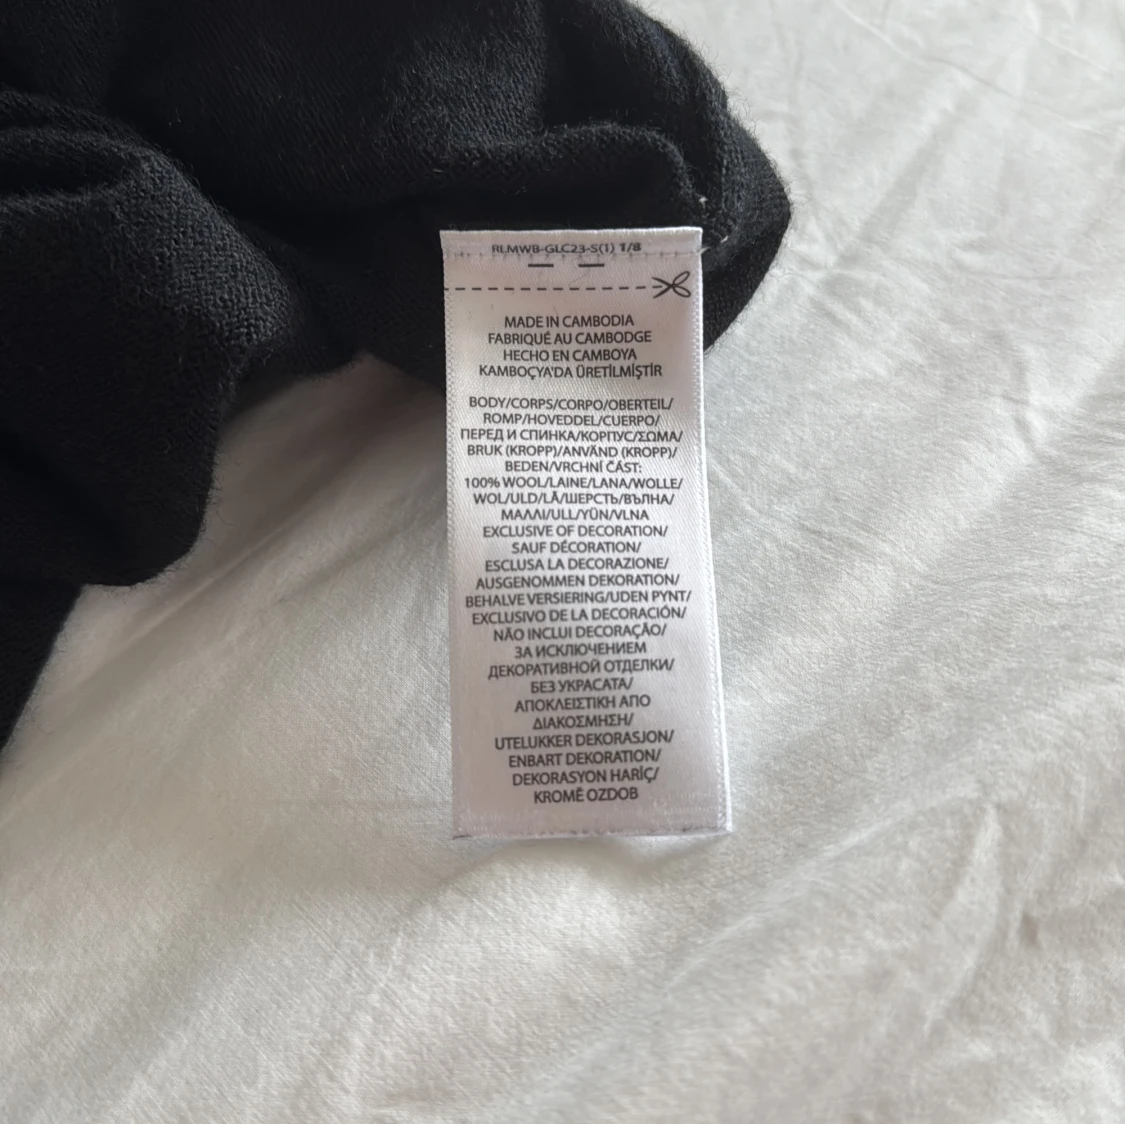 RLMWB-GLC23-S(1) 1/8
MADE IN CAMBODIA
FABRIQUÉ AU CAMBODGE
HECHO EN CAMBOYA
KAMBOÇYA'DA ÜRETİLMİŞTİR
BODY/CORPS/CORPO/OBERTEIL/
ROMP/HOVEDDEL/CUERPO/
ПЕРЕД И СПИНКА/КОРПУС/ΣΩΜΑ/
BRUK (KROPP)/ANVÄND (KROPP)/
BEDEN/VRCHNÍ ČÁST:
100% WOOL/LAINE/LANA/WOLLE/
WOL/ULD/LÃ/ШЕРСТЬ/ВЪЛНА/
ΜΑΛΛΙ/ULL/YÜN/VLNA
EXCLUSIVE OF DECORATION/
SAUF DÉCORATION/
ESCLUSA LA DECORAZIONE/
AUSGENOMMEN DEKORATION/
BEHALVE VERSIERING/UDEN PYNT/
EXCLUSIVO DE LA DECORACIÓN/
NÃO INCLUI DECORAÇÃO/
ЗА ИСКЛЮЧЕНИЕМ
ДЕКОРАТИВНОЙ ОТДЕЛКИ/
БЕЗ УКРАСАТА/
ΑΠΟΚΛΕΙΣΤΙΚΗ ΑΠΟ
ΔΙΑΚΟΣΜΗΣΗ/
UTELUKKER DEKORASJON/
ENBART DEKORATION/
DEKORASYON HARİÇ/
KROMĚ OZDOB